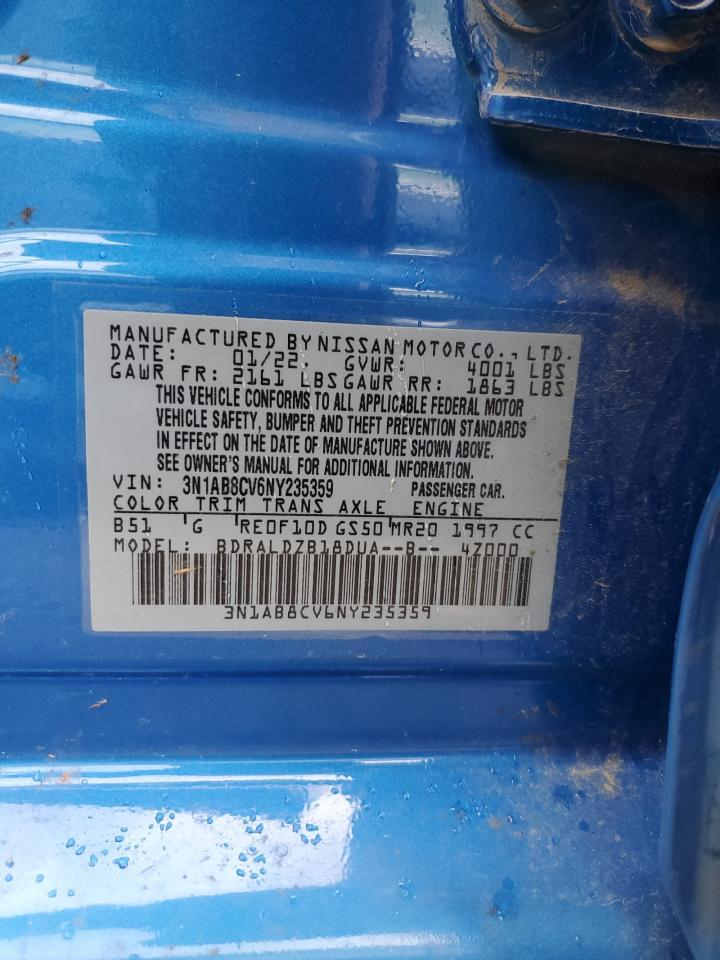 MANUFACTURED BY NISSAN MOTOR CO., LTD.
DATE: 01/22. GVWR: 4001 LBS
GAWR FR: 2161 LBS GAWR RR: 1863 LBS
THIS VEHICLE CONFORMS TO ALL APPLICABLE FEDERAL MOTOR
VEHICLE SAFETY, BUMPER AND THEFT PREVENTION STANDARDS
IN EFFECT ON THE DATE OF MANUFACTURE SHOWN ABOVE.
SEE OWNER'S MANUAL FOR ADDITIONAL INFORMATION.
VIN: 3N1AB8CV6NY235359 PASSENGER CAR.
COLOR TRIM TRANS AXLE ENGINE
B51 'G 'RE0F10D GS50'MR20 1997 CC
MODEL: BDRALDZB18DUA--B-- 47000
3N1AB8CV6NY235359